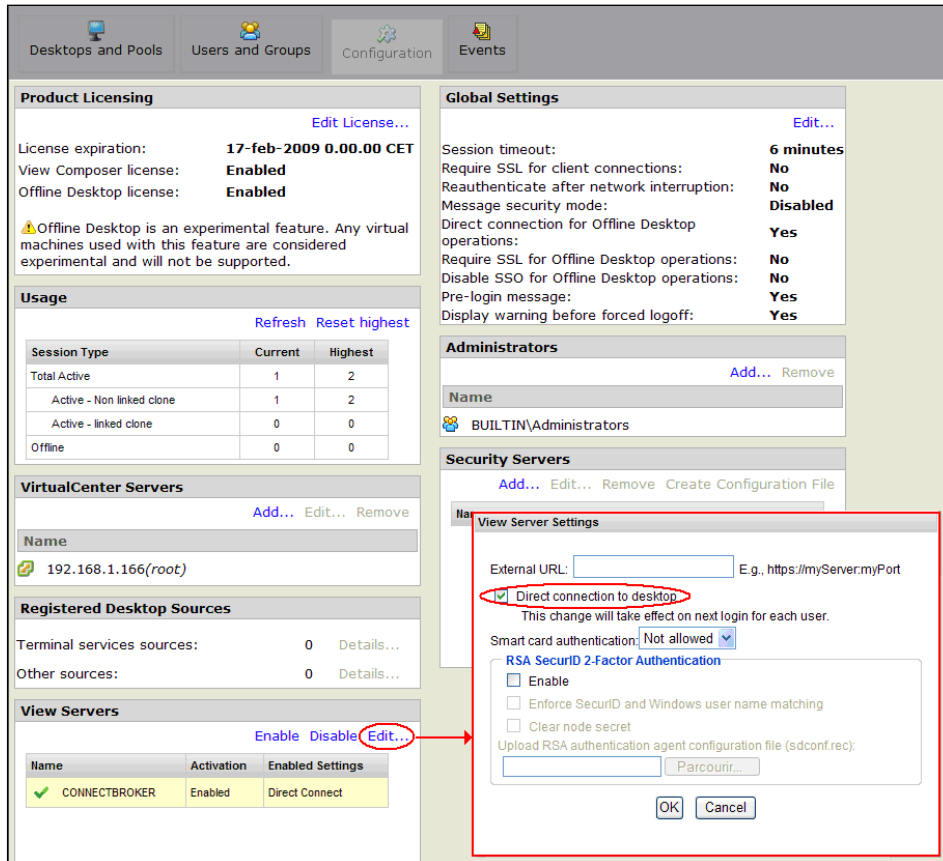 Desktops and Pools
Users and Groups
Configuration
Events
Product Licensing
Edit License...
License expiration: 17-feb-2009 0.00.00 CET
View Composer license: Enabled
Offline Desktop license: Enabled
Offline Desktop is an experimental feature. Any virtual
machines used with this feature are considered
experimental and will not be supported.
Usage
Refresh Reset highest
Session Type Current Highest
Total Active 1 2
Active - Non linked clone 1 2
Active - linked clone 0 0
Offline 0 0
VirtualCenter Servers
Add... Edit... Remove
Name
192.168.1.166(root)
Registered Desktop Sources
Terminal services sources: 0 Details...
Other sources: 0 Details...
View Servers
Enable Disable Edit...
Name Activation Enabled Settings
CONNECTBROKER Enabled Direct Connect
Global Settings
Edit...
Session timeout: 6 minutes
Require SSL for client connections: No
Reauthenticate after network interruption: No
Message security mode: Disabled
Direct connection for Offline Desktop
operations: Yes
Require SSL for Offline Desktop operations: No
Disable SSO for Offline Desktop operations: No
Pre-login message: Yes
Display warning before forced logoff: Yes
Administrators
Add... Remove
Name
BUILTIN\Administrators
Security Servers
Add... Edit... Remove Create Configuration File
View Server Settings
External URL: E.g., https://myServer:myPort
Direct connection to desktop
This change will take effect on next login for each user.
Smart card authentication: Not allowed
RSA SecurID 2-Factor Authentication
Enable
Enforce SecurID and Windows user name matching
Clear node secret
Upload RSA authentication agent configuration file (sdconf.rec):
Parcourir...
OK Cancel